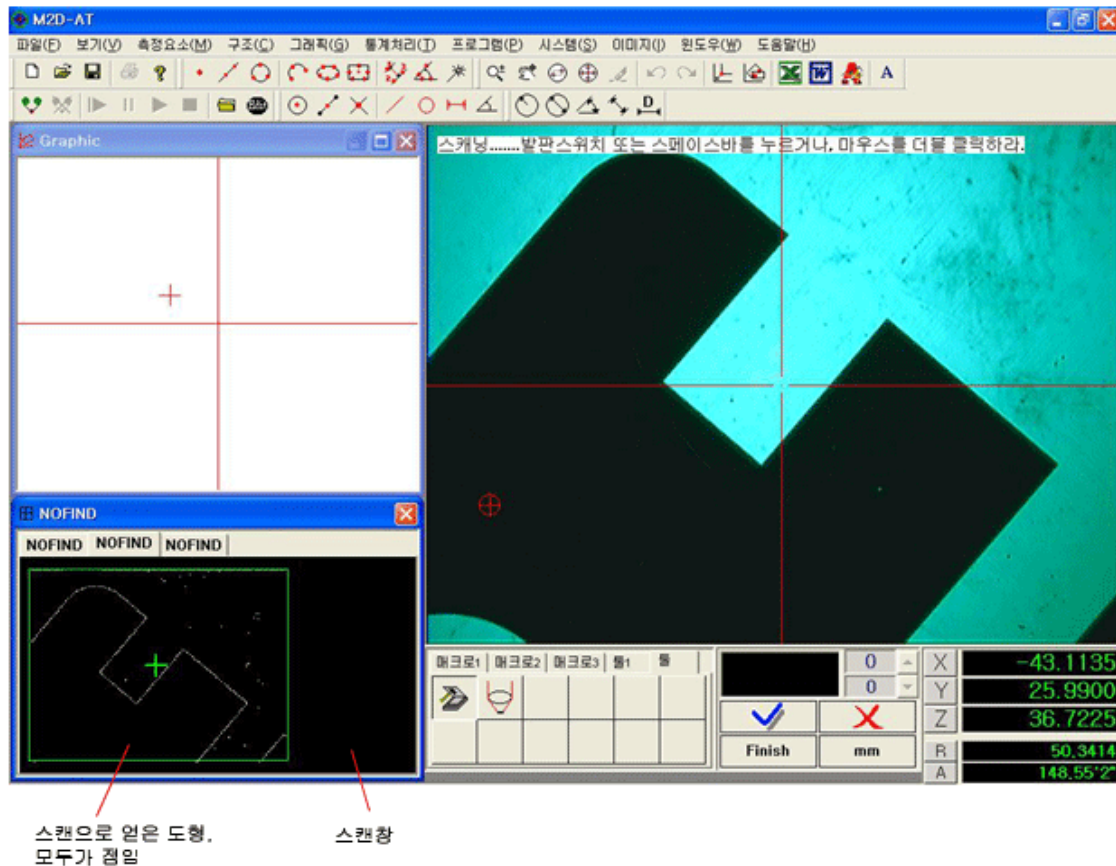 M2D-AT
파일(F) 보기(V) 측정요소(M) 구조(C) 그래픽(G) 통계처리(T) 프로그램(P) 시스템(S) 이미지(I) 윈도우(W) 도움말(H)
A
D
Graphic
스캐닝.......발판스위치 또는 스페이스바를 누르거나, 마우스를 더블 클릭하라.
NOFIND
NOFIND NOFIND NOFIND
매크로1 매크로2 매크로3 툴1 툴
0
0
Finish mm
X -43.1135
Y 25.9900
Z 36.7225
R 50.3414
A 148.55'2"
스캔으로 얻은 도형,
모두가 점임
스캔창